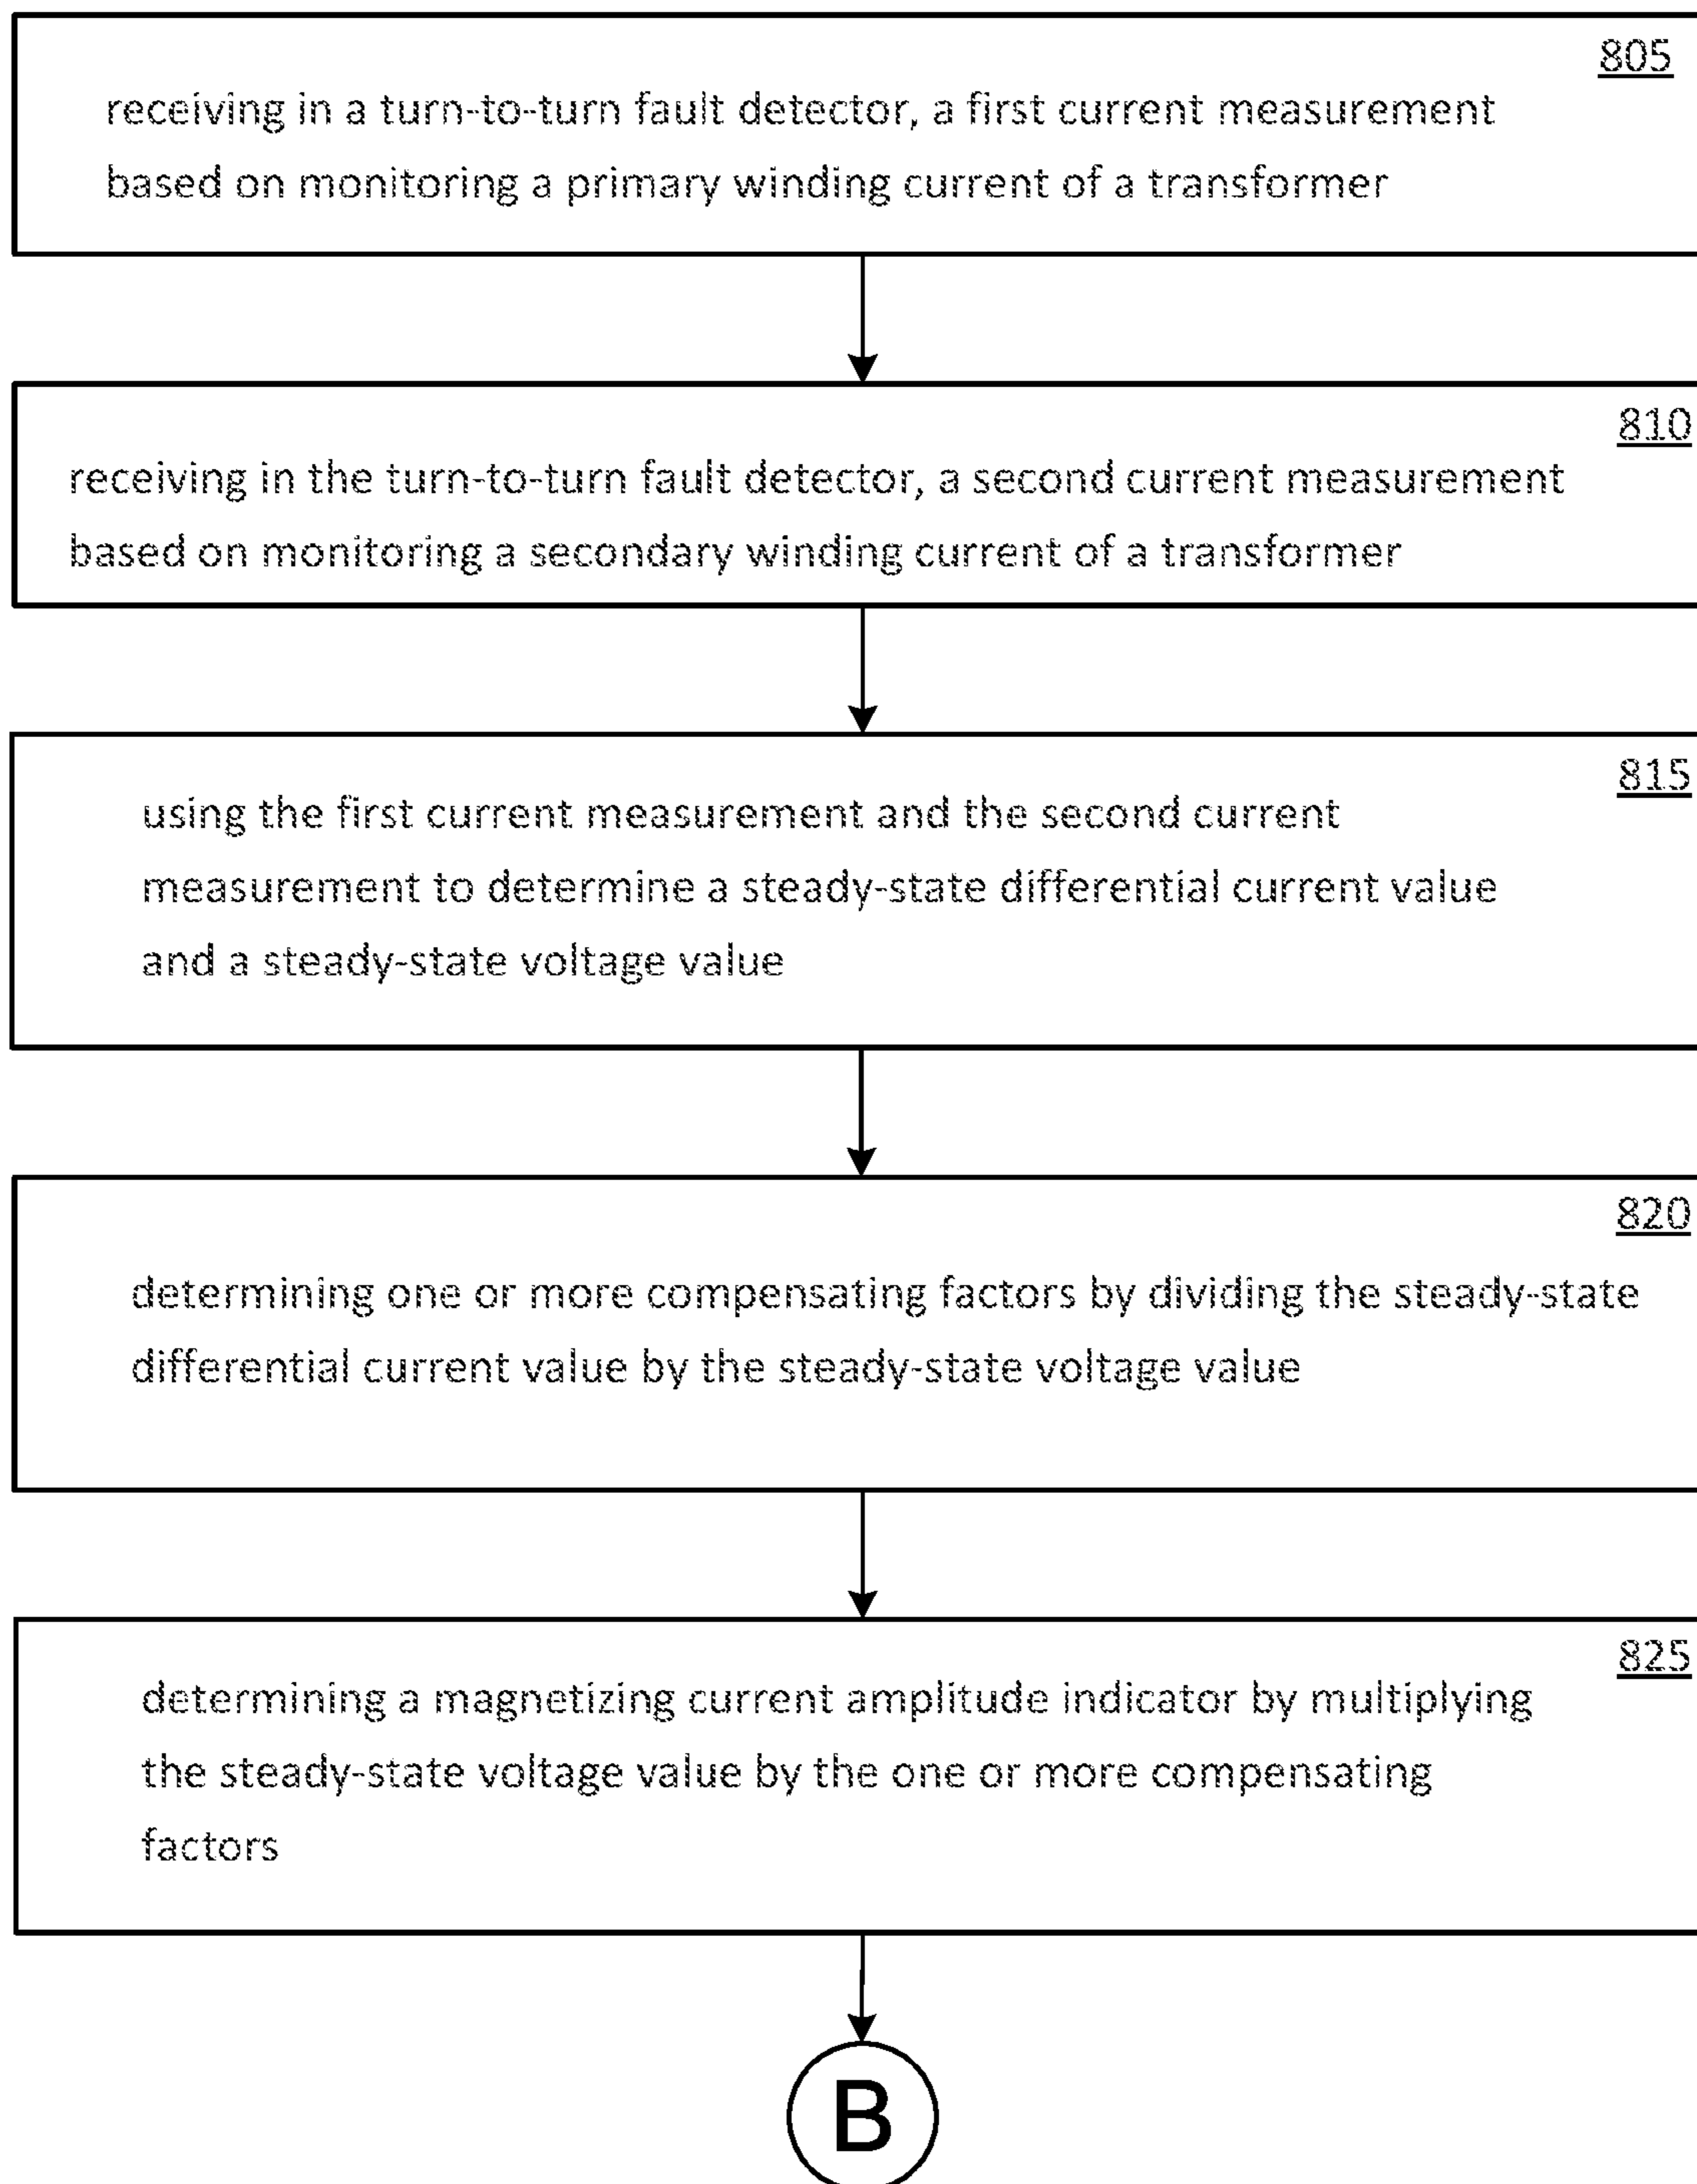 805
receiving in a turn-to-turn fault detector, a first current measurement
based on monitoring a primary winding current of a transformer
810
receiving in the turn-to-turn fault detector, a second current measurement
based on monitoring a secondary winding current of a transformer
815
using the first current measurement and the second current
measurement to determine a steady-state differential current value
and a steady-state voltage value
820
determining one or more compensating factors by dividing the steady-state
differential current value by the steady-state voltage value
825
determining a magnetizing current amplitude indicator by multiplying
the steady-state voltage value by the one or more compensating
factors
B